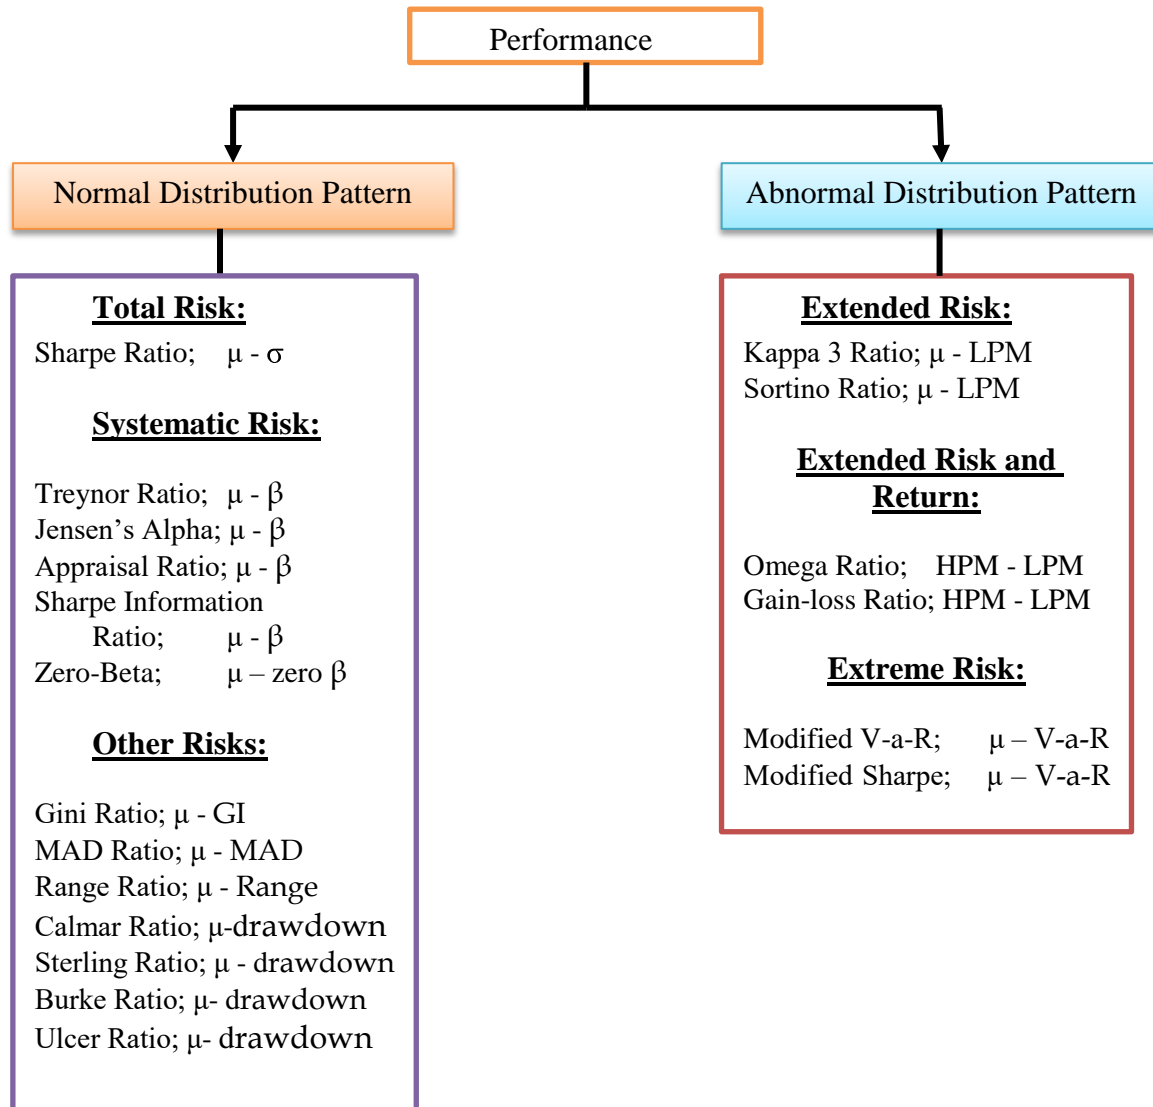 Performance
Normal Distribution Pattern
Total Risk:
Sharpe Ratio; μ - σ
Systematic Risk:
Treynor Ratio; μ - β
Jensen’s Alpha; μ - β
Appraisal Ratio; μ - β
Sharpe Information
Ratio; μ - β
Zero-Beta; μ – zero β
Other Risks:
Gini Ratio; μ - GI
MAD Ratio; μ - MAD
Range Ratio; μ - Range
Calmar Ratio; μ-drawdown
Sterling Ratio; μ - drawdown
Burke Ratio; μ- drawdown
Ulcer Ratio; μ- drawdown
Abnormal Distribution Pattern
Extended Risk:
Kappa 3 Ratio; μ - LPM
Sortino Ratio; μ - LPM
Extended Risk and
Return:
Omega Ratio; HPM - LPM
Gain-loss Ratio; HPM - LPM
Extreme Risk:
Modified V-a-R; μ – V-a-R
Modified Sharpe; μ – V-a-R